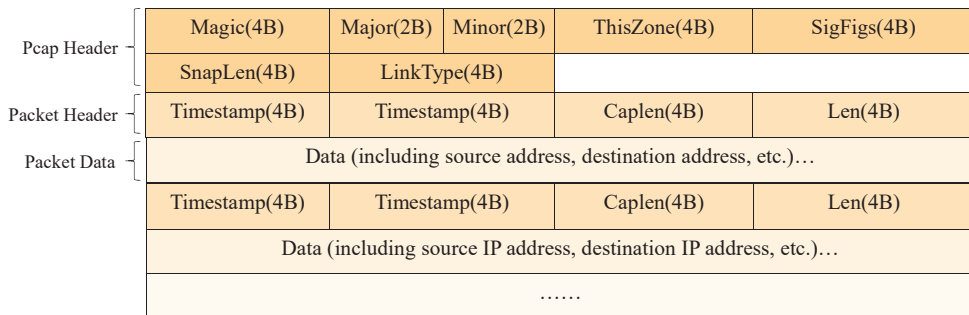 Pcap Header
Magic(4B) Major(2B) Minor(2B) ThisZone(4B) SigFigs(4B)
SnapLen(4B) LinkType(4B)
Packet Header Timestamp(4B) Timestamp(4B) Caplen(4B) Len(4B)
Packet Data Data (including source address, destination address, etc.)…
Timestamp(4B) Timestamp(4B) Caplen(4B) Len(4B)
Data (including source IP address, destination IP address, etc.)…
……